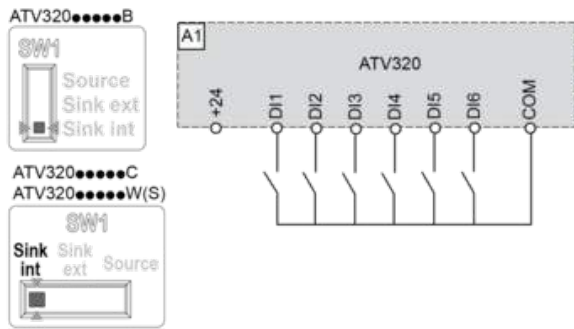 ATV320●●●●●B
SW1
Source
Sink ext
Sink int
ATV320●●●●●C
ATV320●●●●●W(S)
SW1
Sink int
Sink ext
Source
A1
ATV320
+24
DI1
DI2
DI3
DI4
DI5
DI6
COM